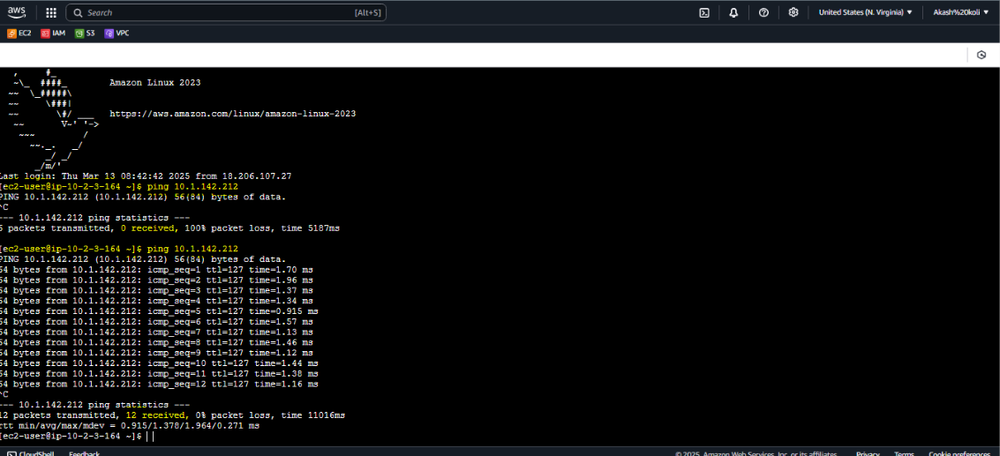 aws
Search [Alt+S]
United States (N. Virginia) ▼
Akash%20koli ▼
EC2 IAM S3 VPC
, #_
~\_ ####_ Amazon Linux 2023
~~ \_#####\
~~ \###|
~~ \#/ ___ https://aws.amazon.com/linux/amazon-linux-2023
~~ V~' '->
~~~ /
~~._. _/
_/ _/
_/m/'
Last login: Thu Mar 13 08:42:42 2025 from 18.206.107.27
[ec2-user@ip-10-2-3-164 ~]$ ping 10.1.142.212
PING 10.1.142.212 (10.1.142.212) 56(84) bytes of data.
^C
--- 10.1.142.212 ping statistics ---
5 packets transmitted, 0 received, 100% packet loss, time 5187ms
[ec2-user@ip-10-2-3-164 ~]$ ping 10.1.142.212
PING 10.1.142.212 (10.1.142.212) 56(84) bytes of data.
64 bytes from 10.1.142.212: icmp_seq=1 ttl=127 time=1.70 ms
64 bytes from 10.1.142.212: icmp_seq=2 ttl=127 time=1.96 ms
64 bytes from 10.1.142.212: icmp_seq=3 ttl=127 time=1.37 ms
64 bytes from 10.1.142.212: icmp_seq=4 ttl=127 time=1.34 ms
64 bytes from 10.1.142.212: icmp_seq=5 ttl=127 time=0.915 ms
64 bytes from 10.1.142.212: icmp_seq=6 ttl=127 time=1.57 ms
64 bytes from 10.1.142.212: icmp_seq=7 ttl=127 time=1.13 ms
64 bytes from 10.1.142.212: icmp_seq=8 ttl=127 time=1.46 ms
64 bytes from 10.1.142.212: icmp_seq=9 ttl=127 time=1.12 ms
64 bytes from 10.1.142.212: icmp_seq=10 ttl=127 time=1.44 ms
64 bytes from 10.1.142.212: icmp_seq=11 ttl=127 time=1.38 ms
64 bytes from 10.1.142.212: icmp_seq=12 ttl=127 time=1.16 ms
^C
--- 10.1.142.212 ping statistics ---
12 packets transmitted, 12 received, 0% packet loss, time 11016ms
rtt min/avg/max/mdev = 0.915/1.378/1.964/0.271 ms
[ec2-user@ip-10-2-3-164 ~]$
CloudShell Feedback © 2025, Amazon Web Services, Inc. or its affiliates. Privacy Terms Cookie preferences